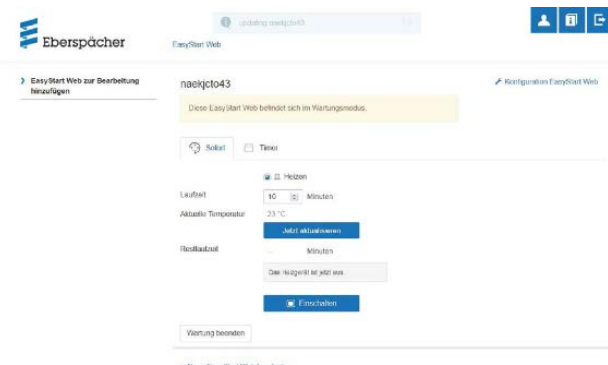 Eberspächer
updating naekjcto43
EasyStart Web
EasyStart Web zur Bearbeitung
hinzufügen
naekjcto43
Konfiguration EasyStart Web
Diese EasyStart Web befindet sich im Wartungsmodus.
Sofort
Timer
Heizen
Laufzeit
10
Minuten
Aktuelle Temperatur
23 °C
Jetzt aktualisieren
Restlaufzeit
--
Minuten
Das Heizgerät ist jetzt aus.
Einschalten
Wartung beenden